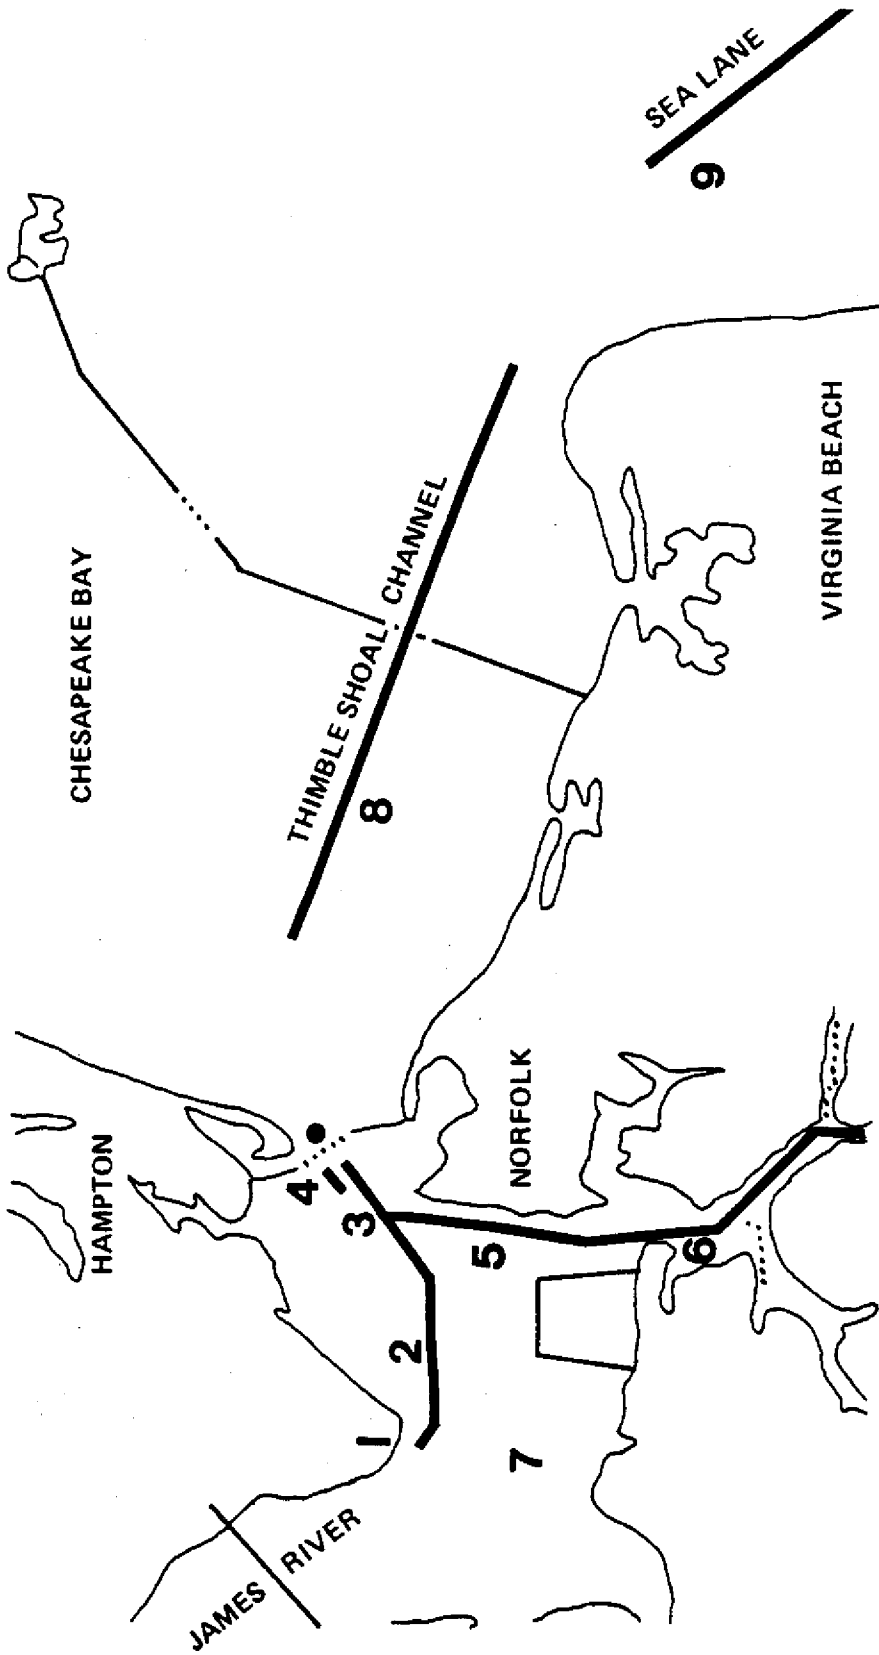 CHESAPEAKE BAY
SEA LANE
9
THIMBLE SHOAL CHANNEL
8
HAMPTON
4
3
NORFOLK
VIRGINIA BEACH
5
6
2
1
7
JAMES RIVER